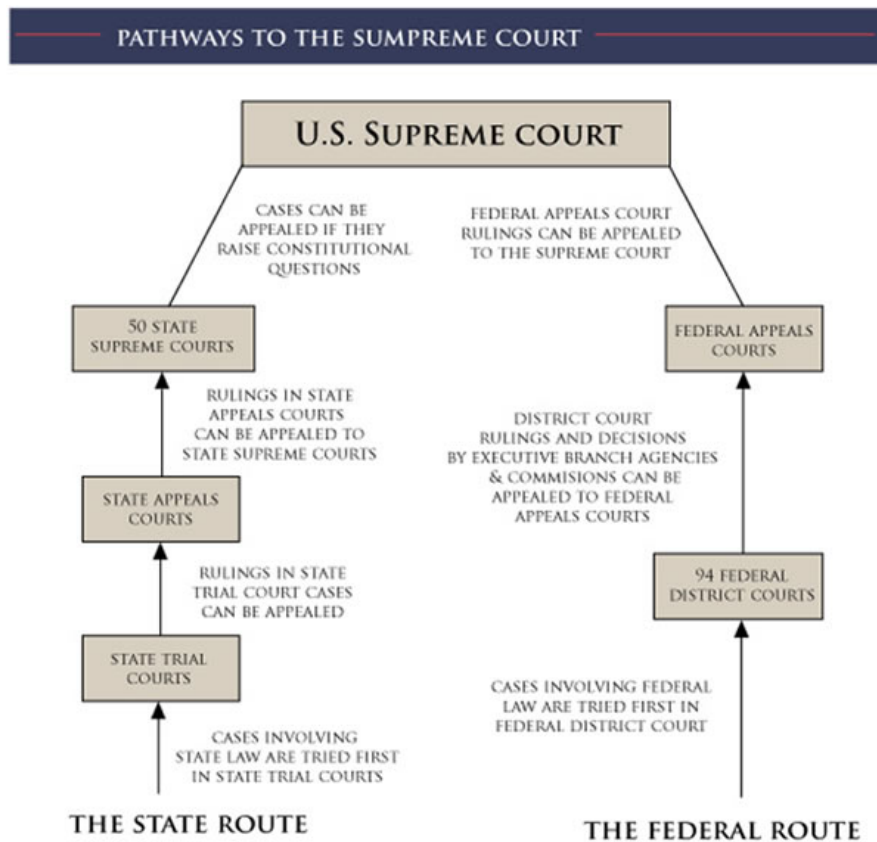 PATHWAYS TO THE SUMPREME COURT
U.S. SUPREME COURT
CASES CAN BE
APPEALED IF THEY
RAISE CONSTITUTIONAL
QUESTIONS
FEDERAL APPEALS COURT
RULINGS CAN BE APPEALED
TO THE SUPREME COURT
50 STATE
SUPREME COURTS
FEDERAL APPEALS
COURTS
RULINGS IN STATE
APPEALS COURTS
CAN BE APPEALED TO
STATE SUPREME COURTS
DISTRICT COURT
RULINGS AND DECISIONS
BY EXECUTIVE BRANCH AGENCIES
& COMMISIONS CAN BE
APPEALED TO FEDERAL
APPEALS COURTS
STATE APPEALS
COURTS
RULINGS IN STATE
TRIAL COURT CASES
CAN BE APPEALED
94 FEDERAL
DISTRICT COURTS
STATE TRIAL
COURTS
CASES INVOLVING FEDERAL
LAW ARE TRIED FIRST IN
FEDERAL DISTRICT COURT
CASES INVOLVING
STATE LAW ARE TRIED FIRST
IN STATE TRIAL COURTS
THE STATE ROUTE
THE FEDERAL ROUTE